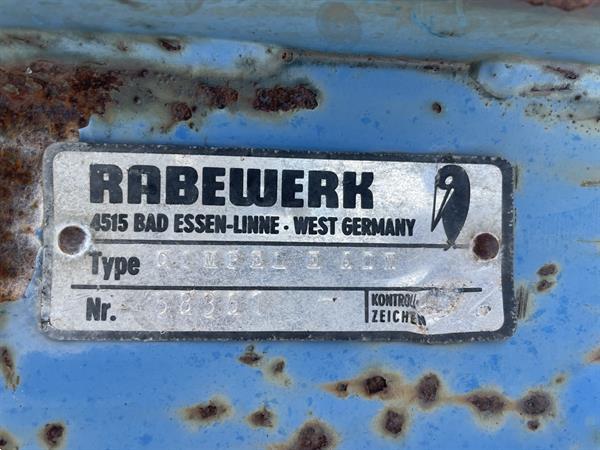 RABEWERK
4515 BAD ESSEN-LINNE · WEST GERMANY
Type
Nr.
KONTROLL
ZEICHEN